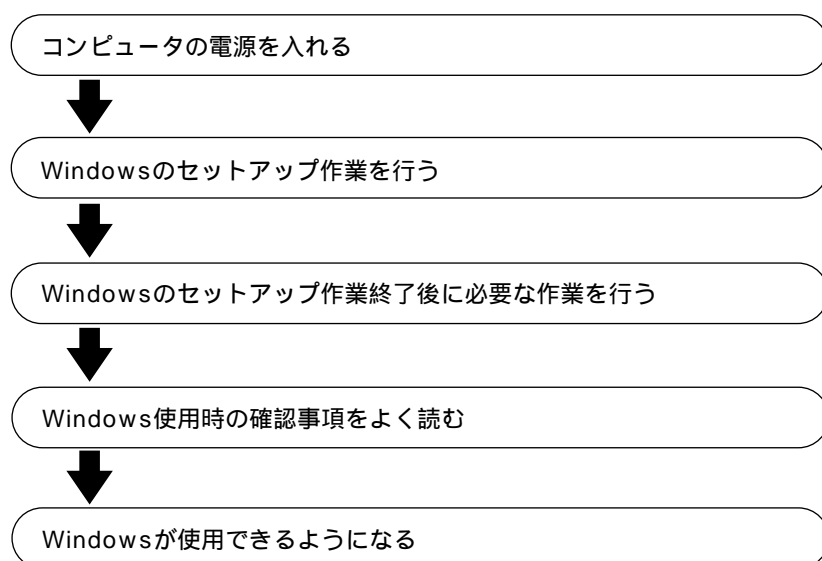 コンピュータの電源を入れる
Windowsのセットアップ作業を行う
Windowsのセットアップ作業終了後に必要な作業を行う
Windows使用時の確認事項をよく読む
Windowsが使用できるようになる